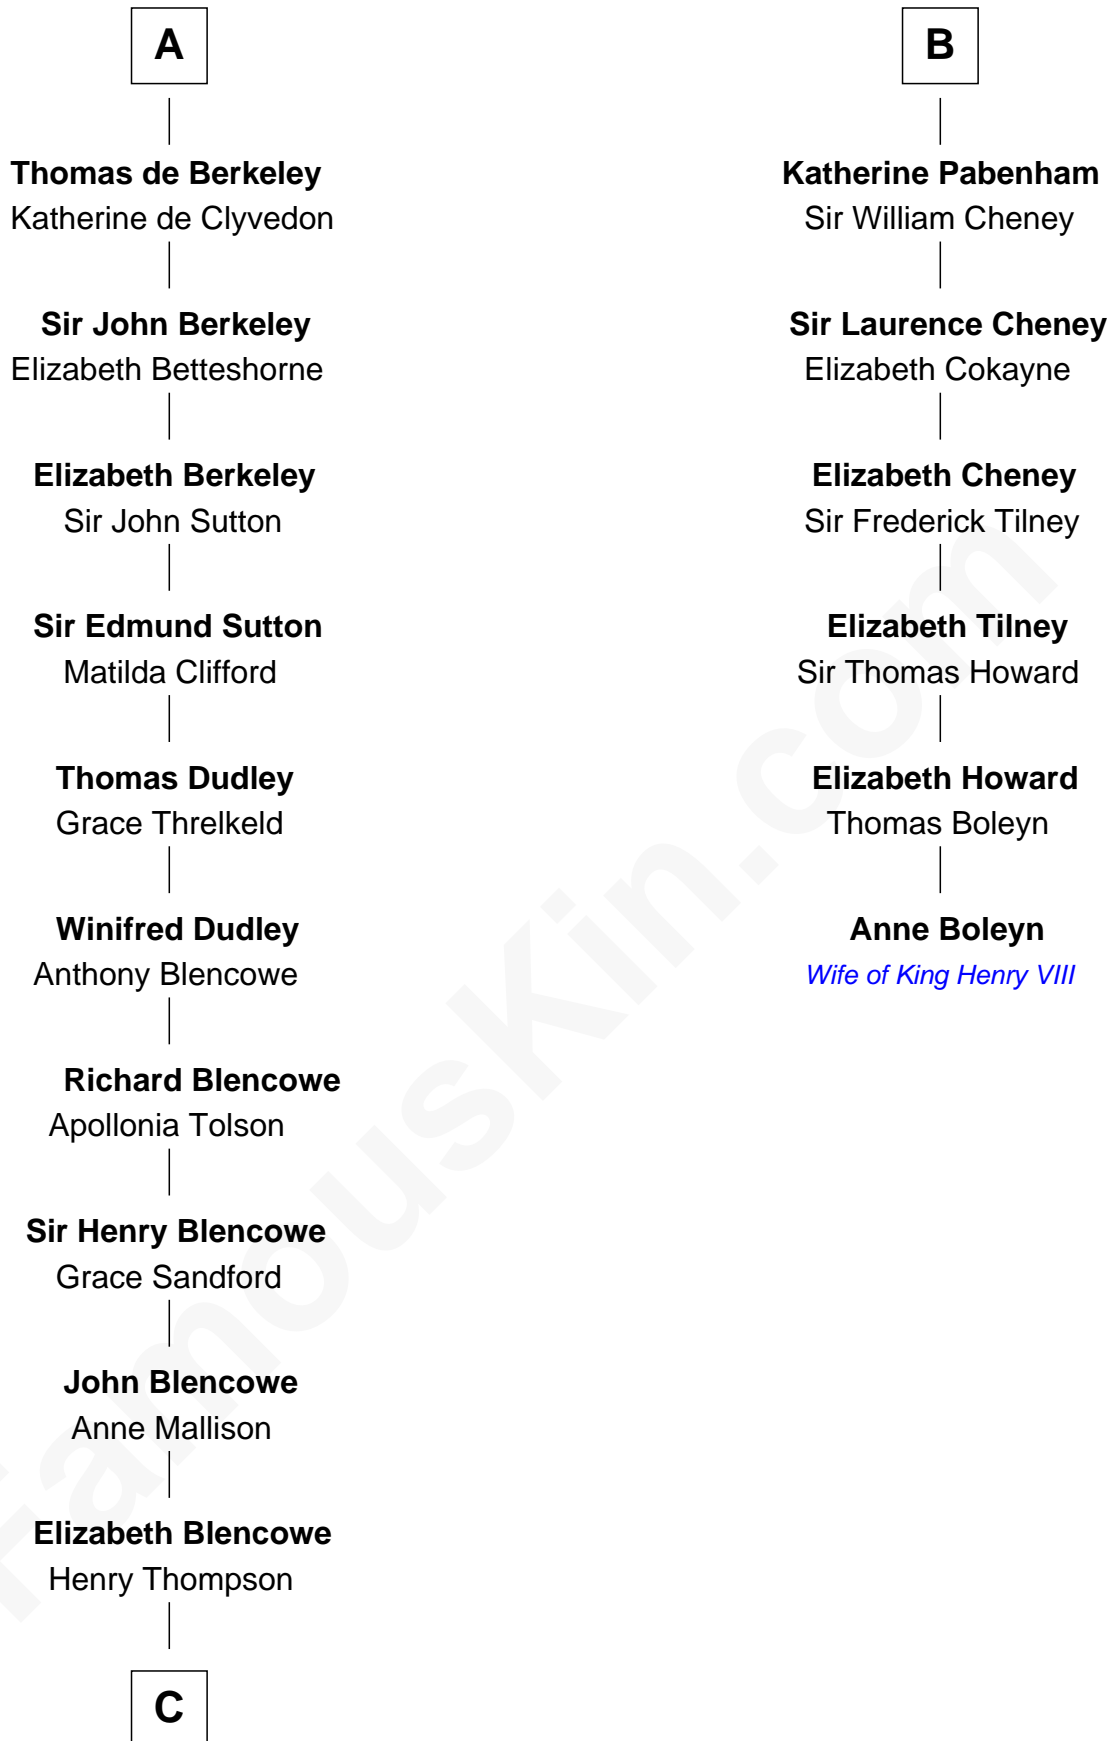 A
Thomas de Berkeley
Katherine de Clyvedon
Sir John Berkeley
Elizabeth Betteshorne
Elizabeth Berkeley
Sir John Sutton
Sir Edmund Sutton
Matilda Clifford
Thomas Dudley
Grace Threlkeld
Winifred Dudley
Anthony Blencowe
Richard Blencowe
Apollonia Tolson
Sir Henry Blencowe
Grace Sandford
John Blencowe
Anne Mallison
Elizabeth Blencowe
Henry Thompson
C
B
Katherine Pabenham
Sir William Cheney
Sir Laurence Cheney
Elizabeth Cokayne
Elizabeth Cheney
Sir Frederick Tilney
Elizabeth Tilney
Sir Thomas Howard
Elizabeth Howard
Thomas Boleyn
Anne Boleyn
Wife of King Henry VIII
FamousKin.com